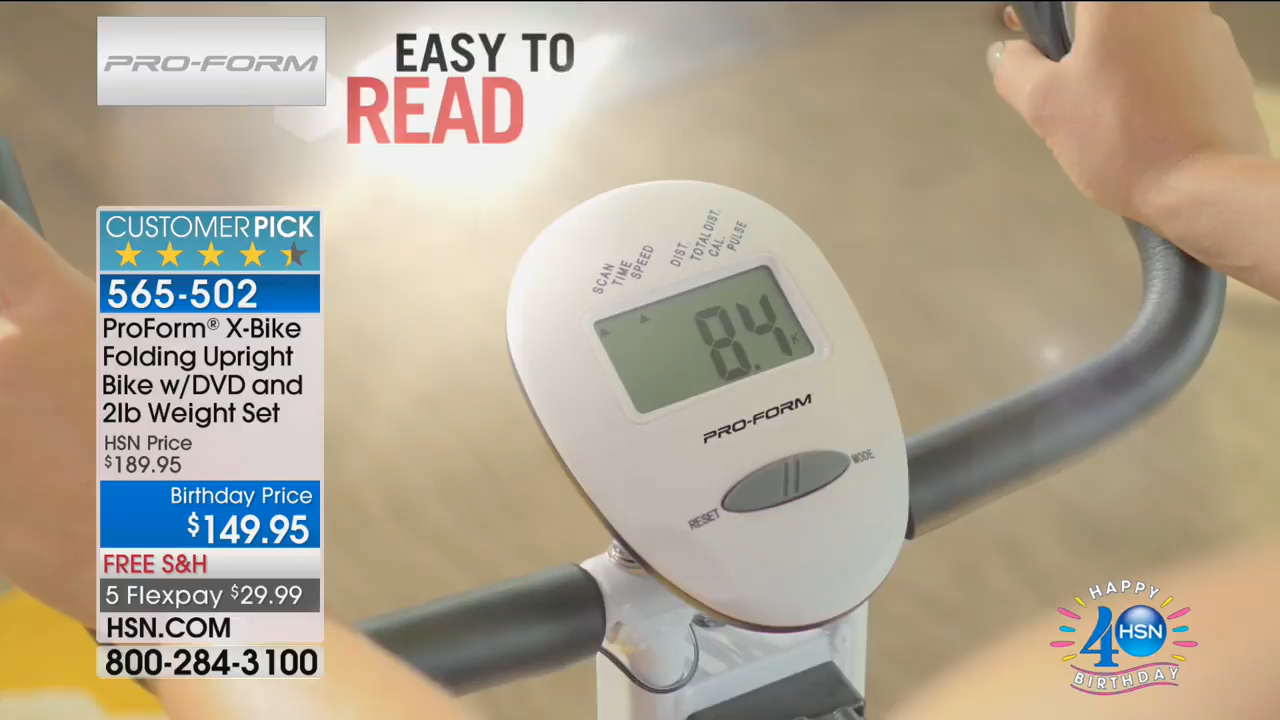 PRO-FORM
EASY TO
READ
CUSTOMER PICK
565-502
ProForm® X-Bike
Folding Upright
Bike w/DVD and
2lb Weight Set
HSN Price
$189.95
Birthday Price
$149.95
FREE S&H
5 Flexpay $29.99
HSN.COM
800-284-3100
SCAN
TIME
SPEED
DIST.
TOTAL DIST.
CAL.
PULSE
8.4
PRO-FORM
MODE
RESET
HAPPY
40
HSN
BIRTHDAY